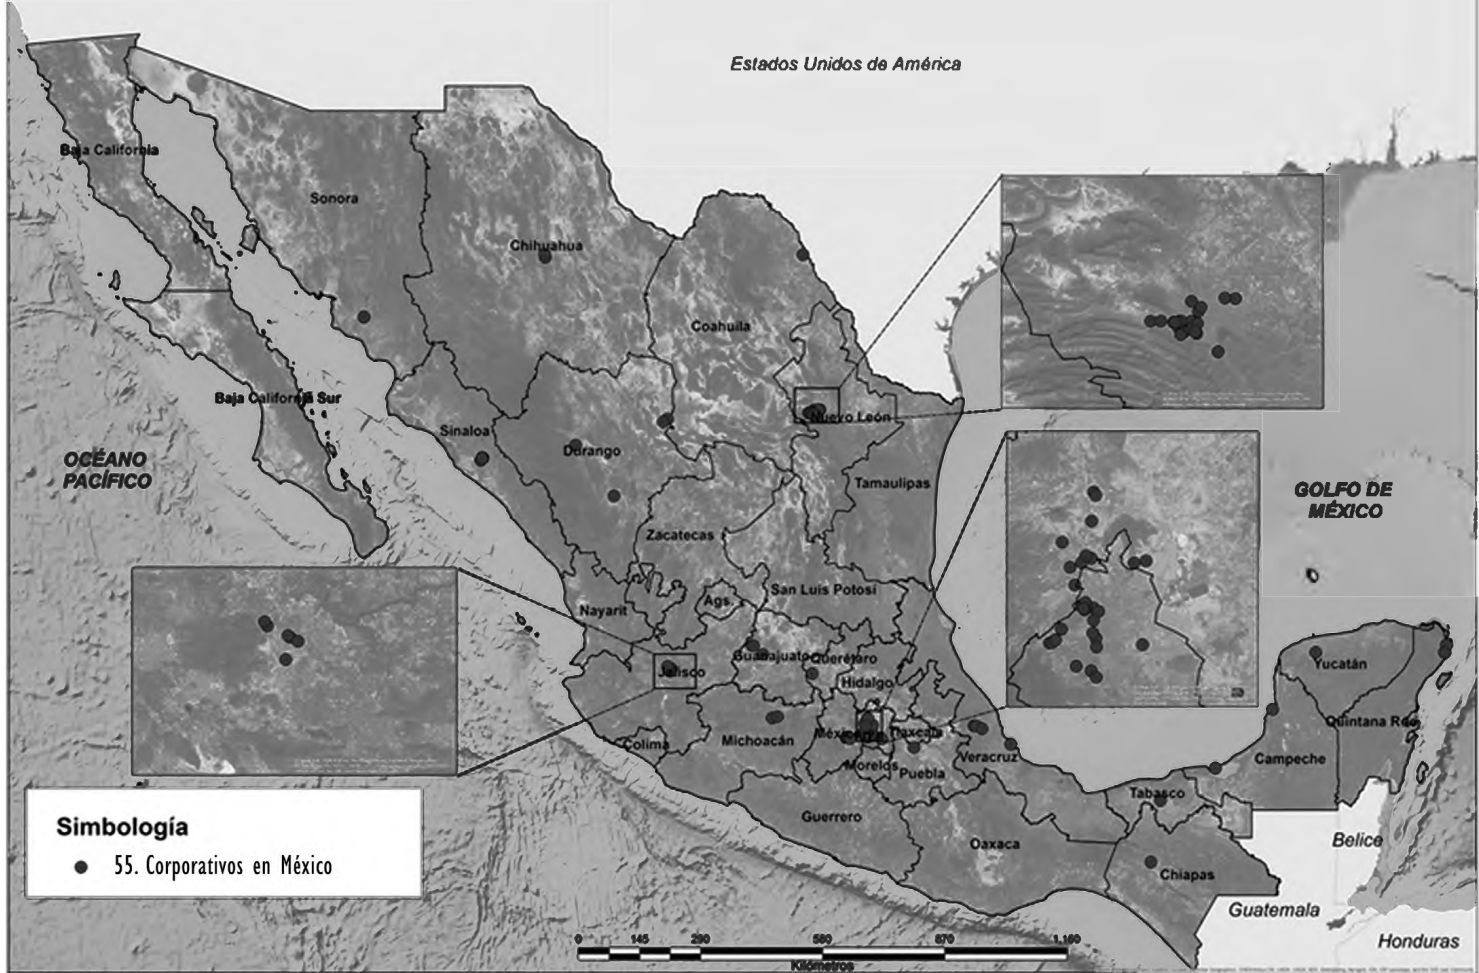 Estados Unidos de América
Baja California
Sonora
Chihuahua
Coahuila
Baja California Sur
Nuevo León
Sinaloa
Durango
OCÉANO
PACÍFICO
Tamaulipas
GOLFO DE
MÉXICO
Zacatecas
San Luis Potosí
Ags.
Nayarit
Guanajuato
Querétaro
Jalisco
Hidalgo
Yucatán
Quintana Roo
México
Tlaxcala
Michoacán
Colima
Veracruz
Campeche
Morelos
Puebla
Tabasco
Guerrero
Simbología
55. Corporativos en México
Oaxaca
Belice
Chiapas
Guatemala
Honduras
0 145 290 580 870 1,160
Kilómetros